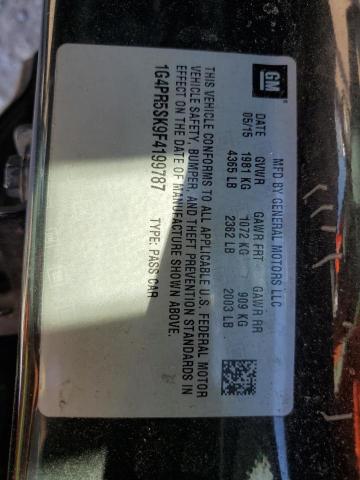 GM
MFD BY GENERAL MOTORS LLC
DATE GVWR GAWR FRT GAWR RR
05/15 1981 KG 1072 KG 909 KG
4365 LB 2362 LB 2003 LB
THIS VEHICLE CONFORMS TO ALL APPLICABLE U.S. FEDERAL MOTOR
VEHICLE SAFETY, BUMPER, AND THEFT PREVENTION STANDARDS IN
EFFECT ON THE DATE OF MANUFACTURE SHOWN ABOVE.
1G4PR5SK9F4199787 TYPE: PASS CAR